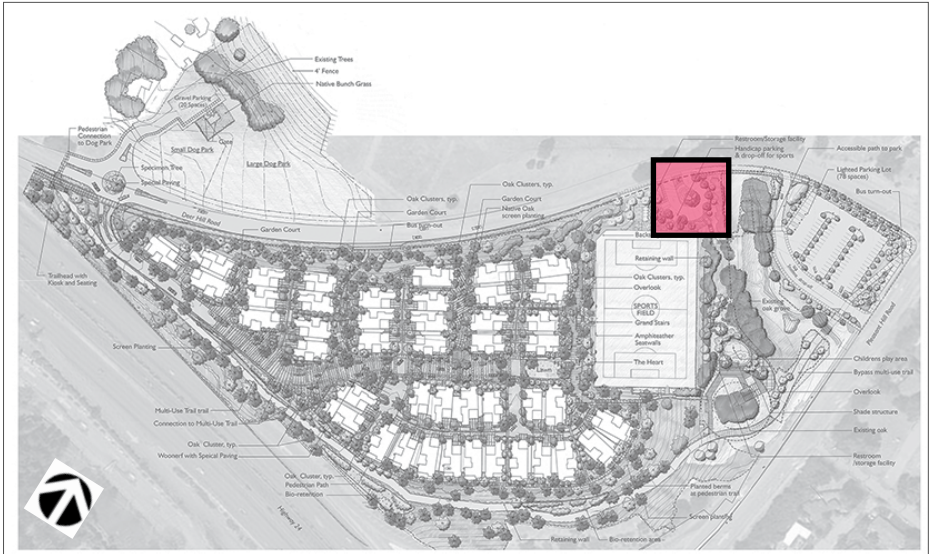 Existing Trees
4' Fence
Native Bunch Grass
Gravel Parking
(20 Spaces)
Gate
Small Dog Park
Large Dog Park
Pedestrian
Connection
to Dog Park
Specimen Tree
Special Paving
Deer Hill Road
Garden Court
Oak Clusters, typ.
Garden Court
Bus turn-out
Oak Clusters, typ.
Garden Court
Native Oak
screen planting
Restroom/Storage facility
Handicap parking
& drop-off for sports
Accessible path to park
Lighted Parking Lot
(78 spaces)
Bus turn-out
Retaining wall
Oak Clusters, typ.
Overlook
SPORTS
FIELD
Grand Stairs
Amphiteather
Seatwalls
The Heart
Lawn
Existing
oak grove
Pleasant Hill Road
Childrens play area
Bypass multi-use trail
Overlook
Shade structure
Existing oak
Restroom
/storage facility
Trailhead with
Kiosk and Seating
Screen Planting
Multi-Use Trail trail
Connection to Multi-Use Trail
Oak Cluster, typ.
Woonerf with Speical Paving
Oak Cluster, typ.
Pedestrian Path
Bio-retention
Highway 24
Planted berms
at pedestrian trail
Screen planting
Retaining wall
Bio-retention area